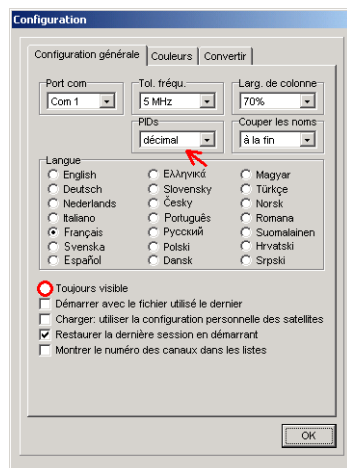 Configuration
Configuration générale Couleurs Convertir
Port com Tol. fréqu. Larg. de colonne
Com 1 5 MHz 70%
PIDs Couper les noms
décimal à la fin
Langue
English Ελληνικά Magyar
Deutsch Slovensky Türkçe
Nederlands Česky Norsk
Italiano Português Romana
Français Русский Suomalainen
Svenska Polski Hrvatski
Español Dansk Srpski
Toujours visible
Démarrer avec le fichier utilisé le dernier
Charger: utiliser la configuration personnelle des satellites
Restaurer la dernière session en démarrant
Montrer le numéro des canaux dans les listes
OK